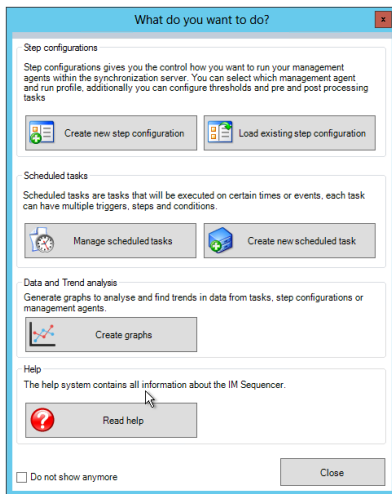 What do you want to do?
x
Step configurations
Step configurations gives you the control how you want to run your management
agents within the synchronization server. You can select which management agent
and run profile, additionally you can configure thresholds and pre and post processing
tasks
Create new step configuration
Load existing step configuration
Scheduled tasks
Scheduled tasks are tasks that will be executed on certain times or events, each task
can have multiple triggers, steps and conditions.
Manage scheduled tasks
Create new scheduled task
Data and Trend analysis
Generate graphs to analyse and find trends in data from tasks, step configurations or
management agents.
Create graphs
Help
The help system contains all information about the IM Sequencer.
Read help
Do not show anymore
Close